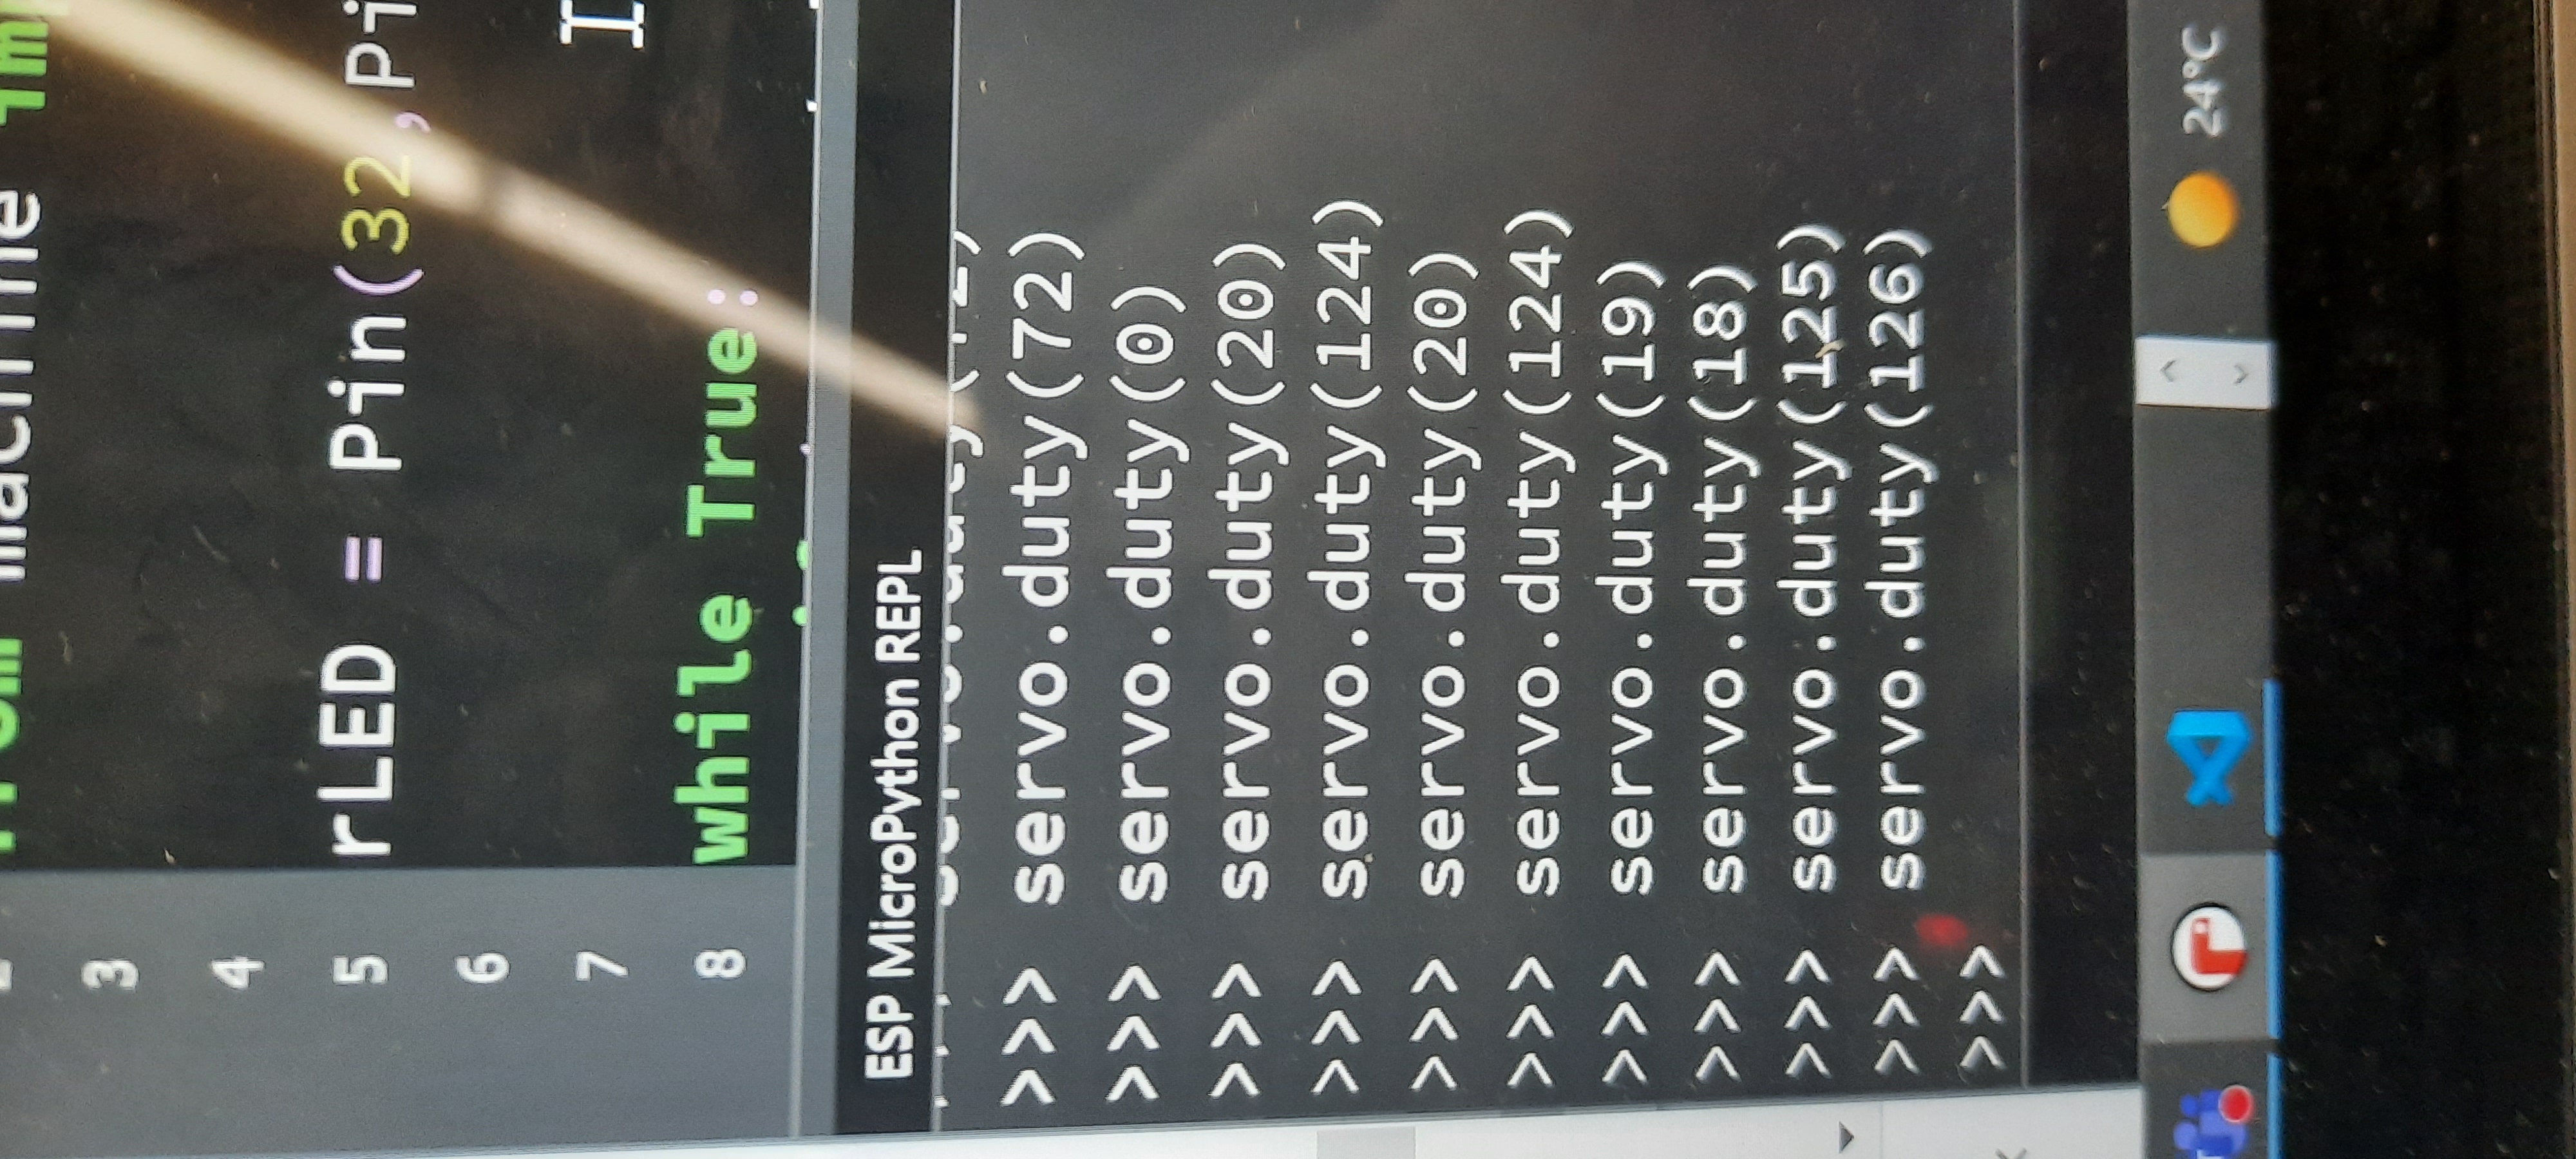 2 from machine im
3
4
5 rLED = Pin(32,Pi
6
7
8 while True:
ESP MicroPython REPL
>>> servo.duty(72)
>>> servo.duty(72)
>>> servo.duty(0)
>>> servo.duty(20)
>>> servo.duty(124)
>>> servo.duty(20)
>>> servo.duty(124)
>>> servo.duty(19)
>>> servo.duty(18)
>>> servo.duty(125)
>>> servo.duty(126)
>>>
24°C